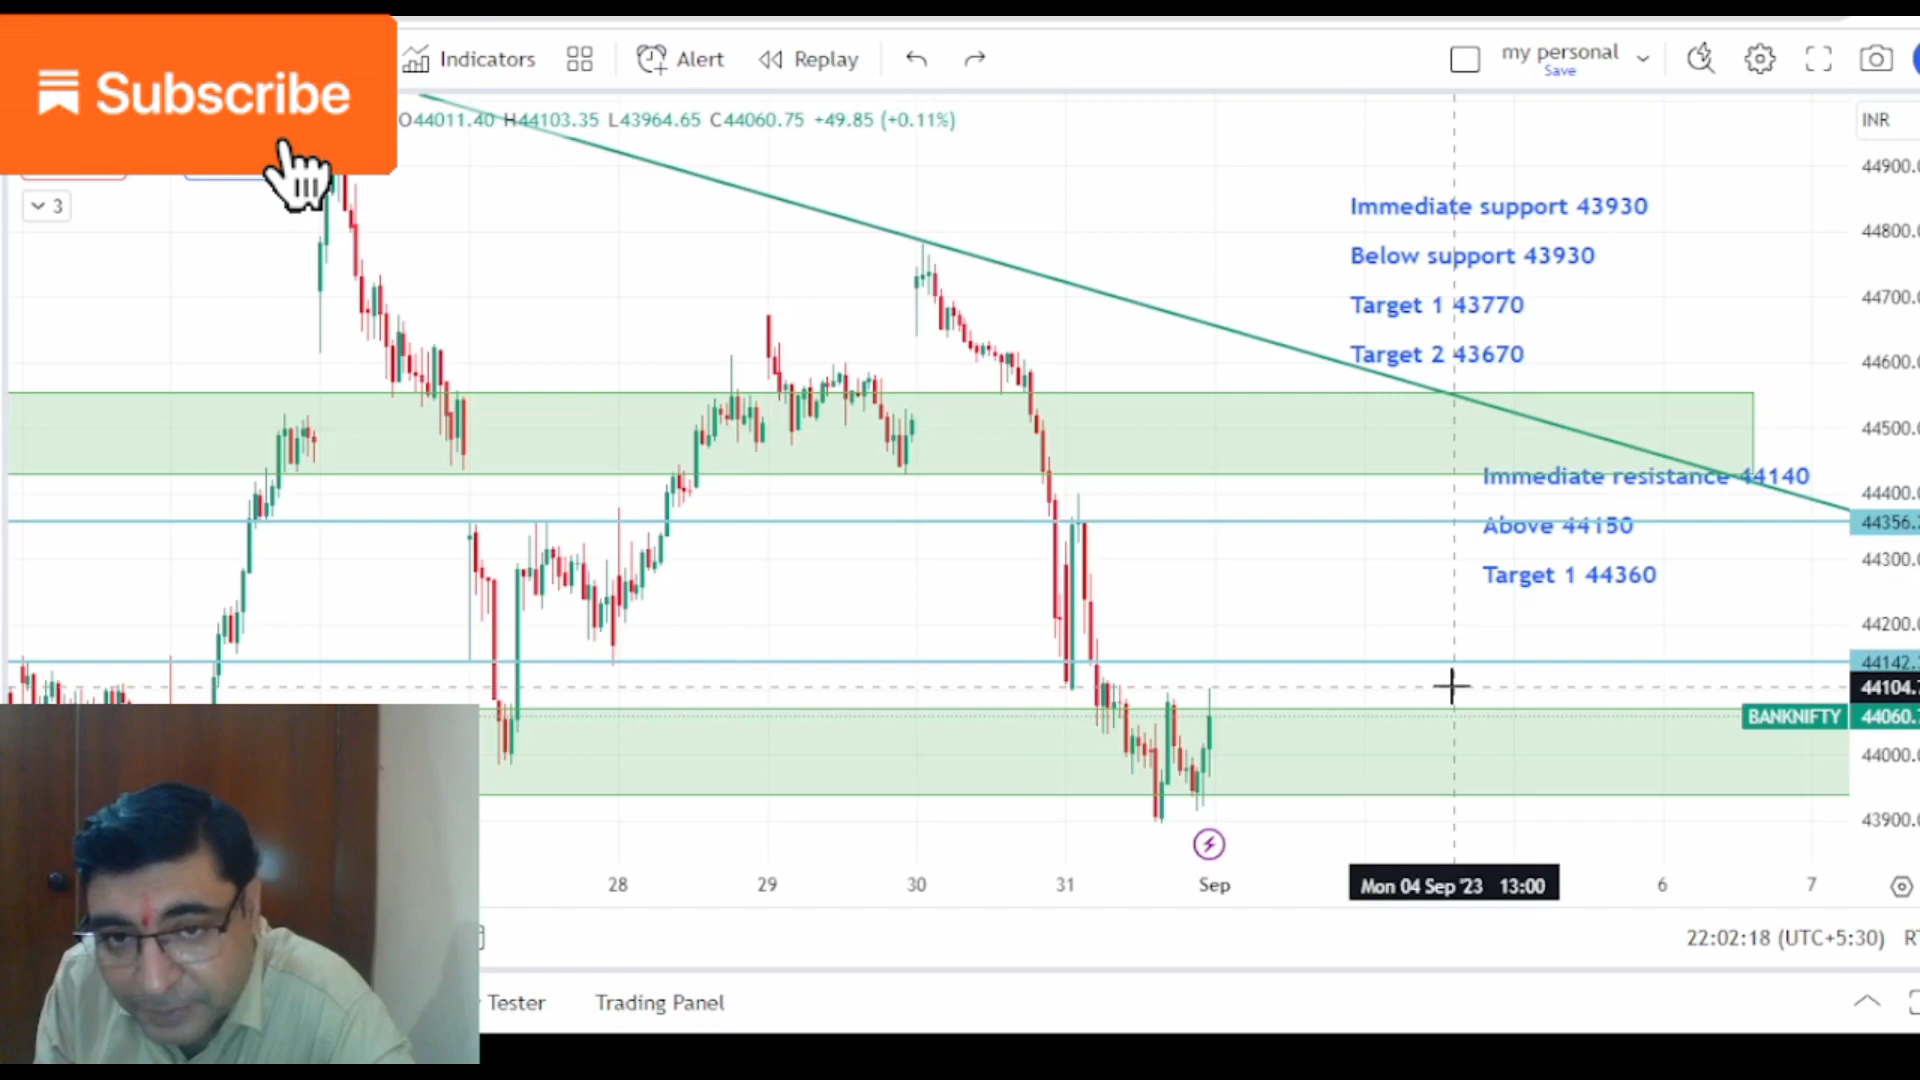 Subscribe
Indicators
Alert
Replay
my personal
Save
O44011.40 H44103.35 L43964.65 C44060.75 +49.85 (+0.11%)
INR
3
44900.
44800.
44700.
44600.
44500.
44400.
44356.
44300.
44200.
44142.
44104.
BANKNIFTY 44060.
44000.
43900.
Immediate support 43930
Below support 43930
Target 1 43770
Target 2 43670
Immediate resistance 44140
Above 44150
Target 1 44360
28 29 30 31 Sep Mon 04 Sep '23 13:00 6 7
22:02:18 (UTC+5:30)
Tester
Trading Panel